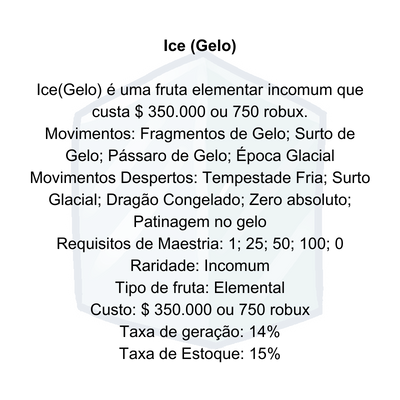 Ice (Gelo)
Ice(Gelo) é uma fruta elementar incomum que
custa $ 350.000 ou 750 robux.
Movimentos: Fragmentos de Gelo; Surto de
Gelo; Pássaro de Gelo; Época Glacial
Movimentos Despertos: Tempestade Fria; Surto
Glacial; Dragão Congelado; Zero absoluto;
Patinagem no gelo
Requisitos de Maestria: 1; 25; 50; 100; 0
Raridade: Incomum
Tipo de fruta: Elemental
Custo: $ 350.000 ou 750 robux
Taxa de geração: 14%
Taxa de Estoque: 15%